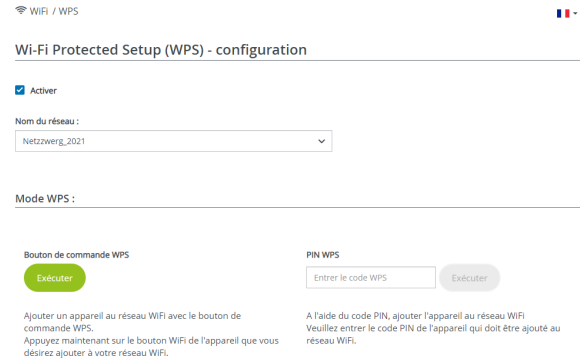 WiFi / WPS
Wi-Fi Protected Setup (WPS) - configuration
Activer
Nom du réseau :
Netzzwerg_2021
Mode WPS :
Bouton de commande WPS
Exécuter
Ajouter un appareil au réseau WiFi avec le bouton de
commande WPS.
Appuyez maintenant sur le bouton WiFi de l'appareil que vous
désirez ajouter à votre réseau WiFi.
PIN WPS
Entrer le code WPS
Exécuter
A l'aide du code PIN, ajouter l'appareil au réseau WiFi
Veuillez entrer le code PIN de l'appareil qui doit être ajouté au
réseau WiFi.